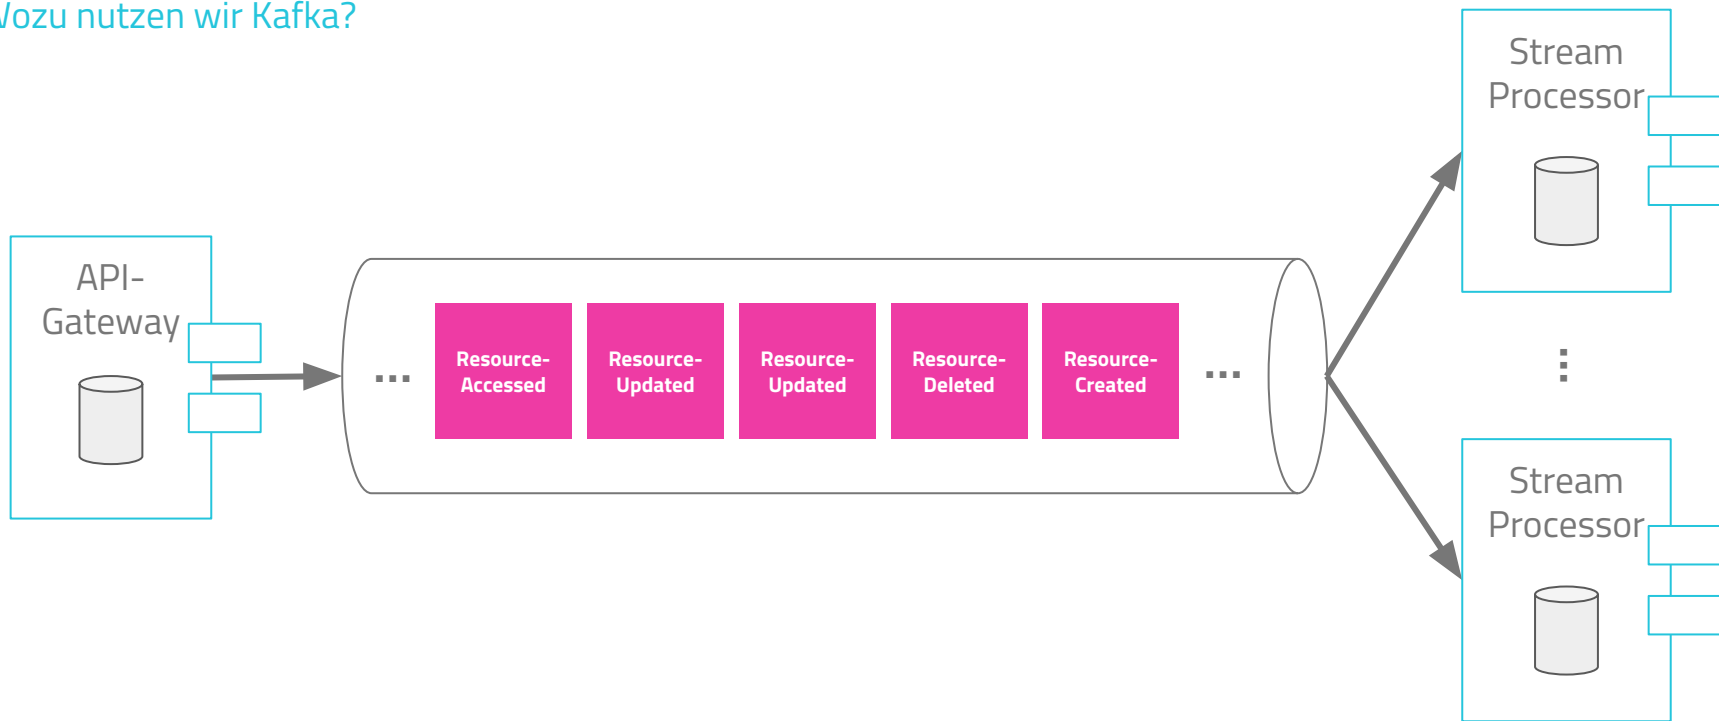 Wozu nutzen wir Kafka?
Stream
Processor
API-
Gateway
...
Resource-
Accessed
Resource-
Updated
Resource-
Updated
Resource-
Deleted
Resource-
Created
...
...
Stream
Processor